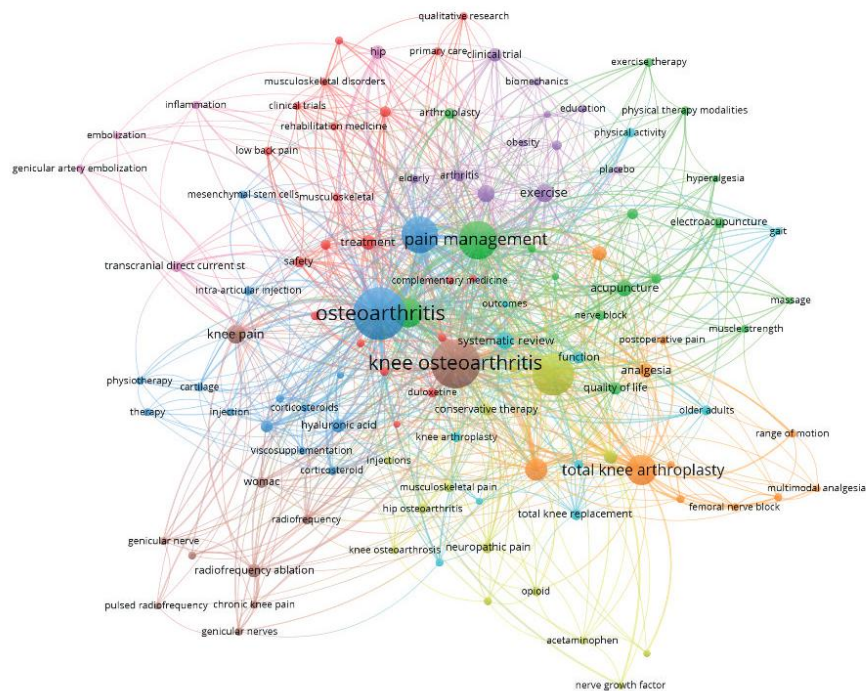 qualitative research
hip
primary care
clinical trial
exercise therapy
musculoskeletal disorders
biomechanics
inflammation
clinical trials
arthroplasty
education
physical therapy modalities
rehabilitation medicine
physical activity
embolization
obesity
low back pain
genicular artery embolization
elderly
arthritis
placebo
hyperalgesia
mesenchymal stem cells
musculoskeletal
exercise
electroacupuncture
gait
treatment
pain management
safety
transcranial direct current st
complementary medicine
acupuncture
intra-articular injection
outcomes
massage
osteoarthritis
nerve block
knee pain
systematic review
postoperative pain
muscle strength
function
knee osteoarthritis
analgesia
physiotherapy
cartilage
quality of life
duloxetine
therapy
injection
corticosteroids
conservative therapy
older adults
hyaluronic acid
knee arthroplasty
range of motion
viscosupplementation
injections
corticosteroid
total knee arthroplasty
womac
musculoskeletal pain
multimodal analgesia
hip osteoarthritis
femoral nerve block
radiofrequency
total knee replacement
genicular nerve
knee osteoarthrosis
neuropathic pain
radiofrequency ablation
opioid
pulsed radiofrequency
chronic knee pain
genicular nerves
acetaminophen
nerve growth factor